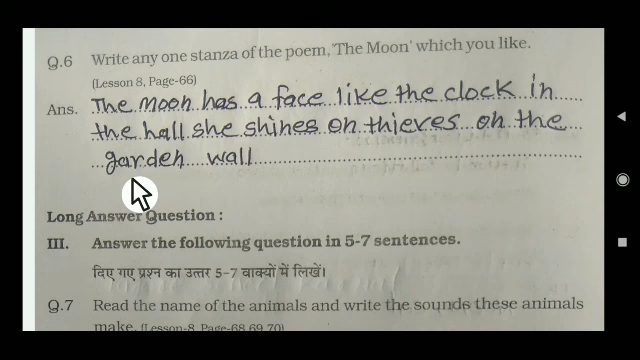 Q.6 Write any one stanza of the poem, 'The Moon' which you like.
(Lesson 8, Page-66)
Ans. The moon has a face like the clock in
the hall she shines on thieves on the
garden wall
Long Answer Question :
III. Answer the following question in 5-7 sentences.
दिए गए प्रश्न का उत्तर 5-7 वाक्यों में लिखें।
Q.7 Read the name of the animals and write the sounds these animals
make. (Lesson-8, Page-68,69,70)